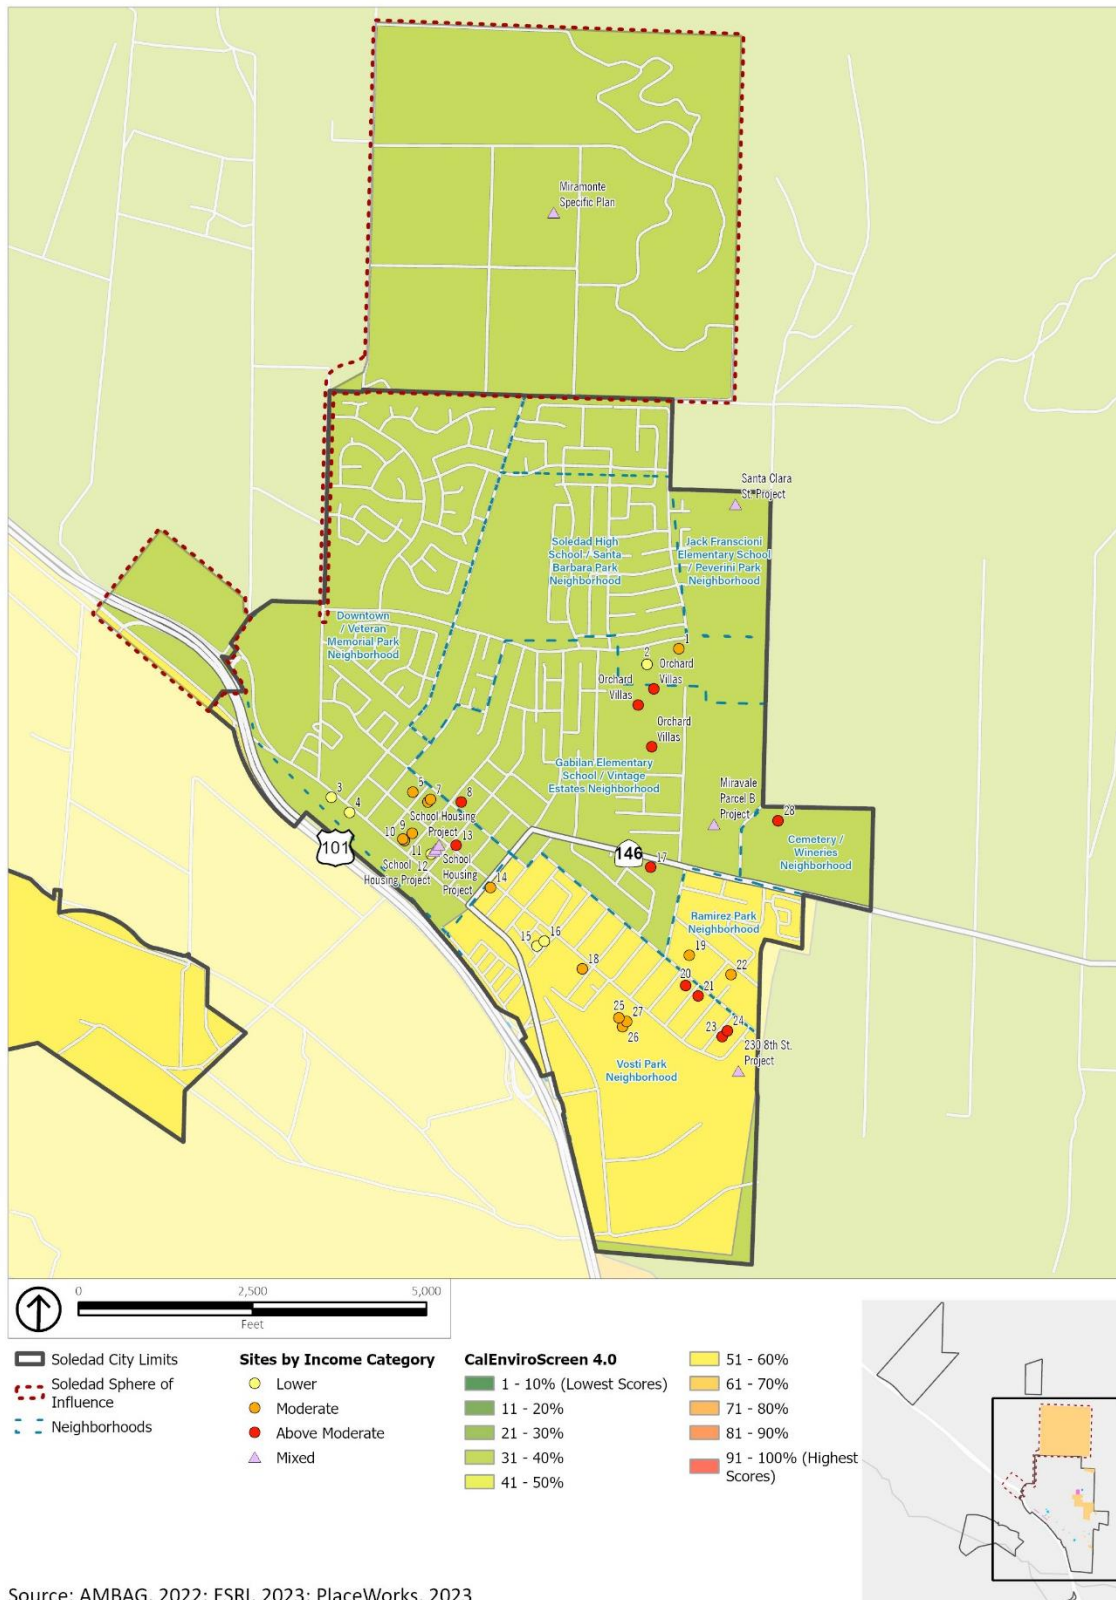 Miramonte
Specific Plan
Santa Clara
St. Project
Soledad High
School / Santa
Barbara Park
Neighborhood
Jack Franscioni
Elementary School
/ Peverini Park
Neighborhood
Downtown
/ Veteran
Memorial Park
Neighborhood
1
2
Orchard
Villas
Orchard
Villas
Orchard
Villas
Gabilan Elementary
School / Vintage
Estates Neighborhood
Miravale
Parcel B
Project
28
Cemetery /
Wineries
Neighborhood
3
4
5
7
8
School Housing
Project
9
10
11
12
13
School
Housing Project
School
Housing
Project
101
146
17
14
15
16
18
Ramirez Park
Neighborhood
19
20
21
22
23
24
25
26
27
230 8th St.
Project
Vosti Park
Neighborhood
0
2,500
5,000
Feet
Soledad City Limits
Soledad Sphere of
Influence
Neighborhoods
Sites by Income Category
Lower
Moderate
Above Moderate
Mixed
CalEnviroScreen 4.0
1 - 10% (Lowest Scores)
11 - 20%
21 - 30%
31 - 40%
41 - 50%
51 - 60%
61 - 70%
71 - 80%
81 - 90%
91 - 100% (Highest
Scores)
Source: AMBAG, 2022; ESRI, 2023; PlaceWorks, 2023